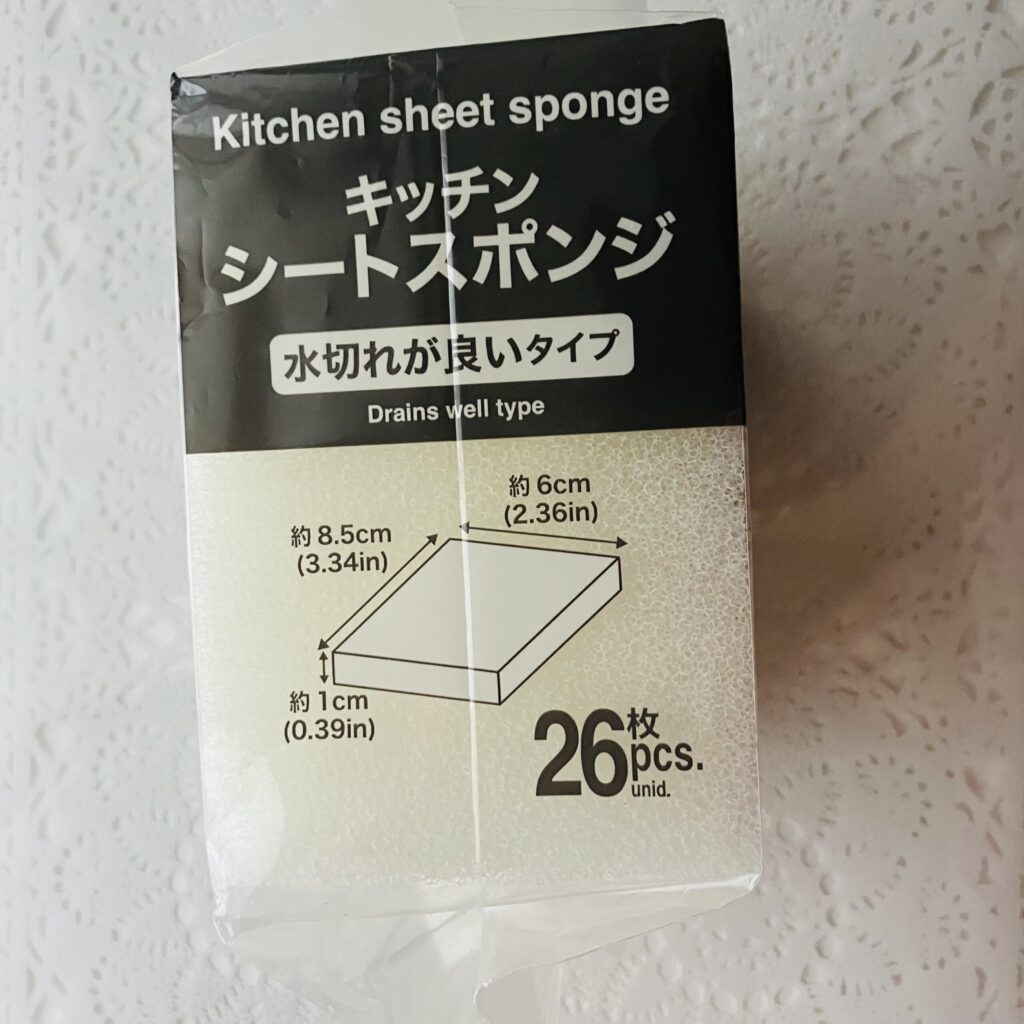 Kitchen sheet sponge
キッチン
シートスポンジ
水切れが良いタイプ
Drains well type
約 6cm
(2.36in)
約 8.5cm
(3.34in)
約 1cm
(0.39in)
26枚
pcs.
unid.